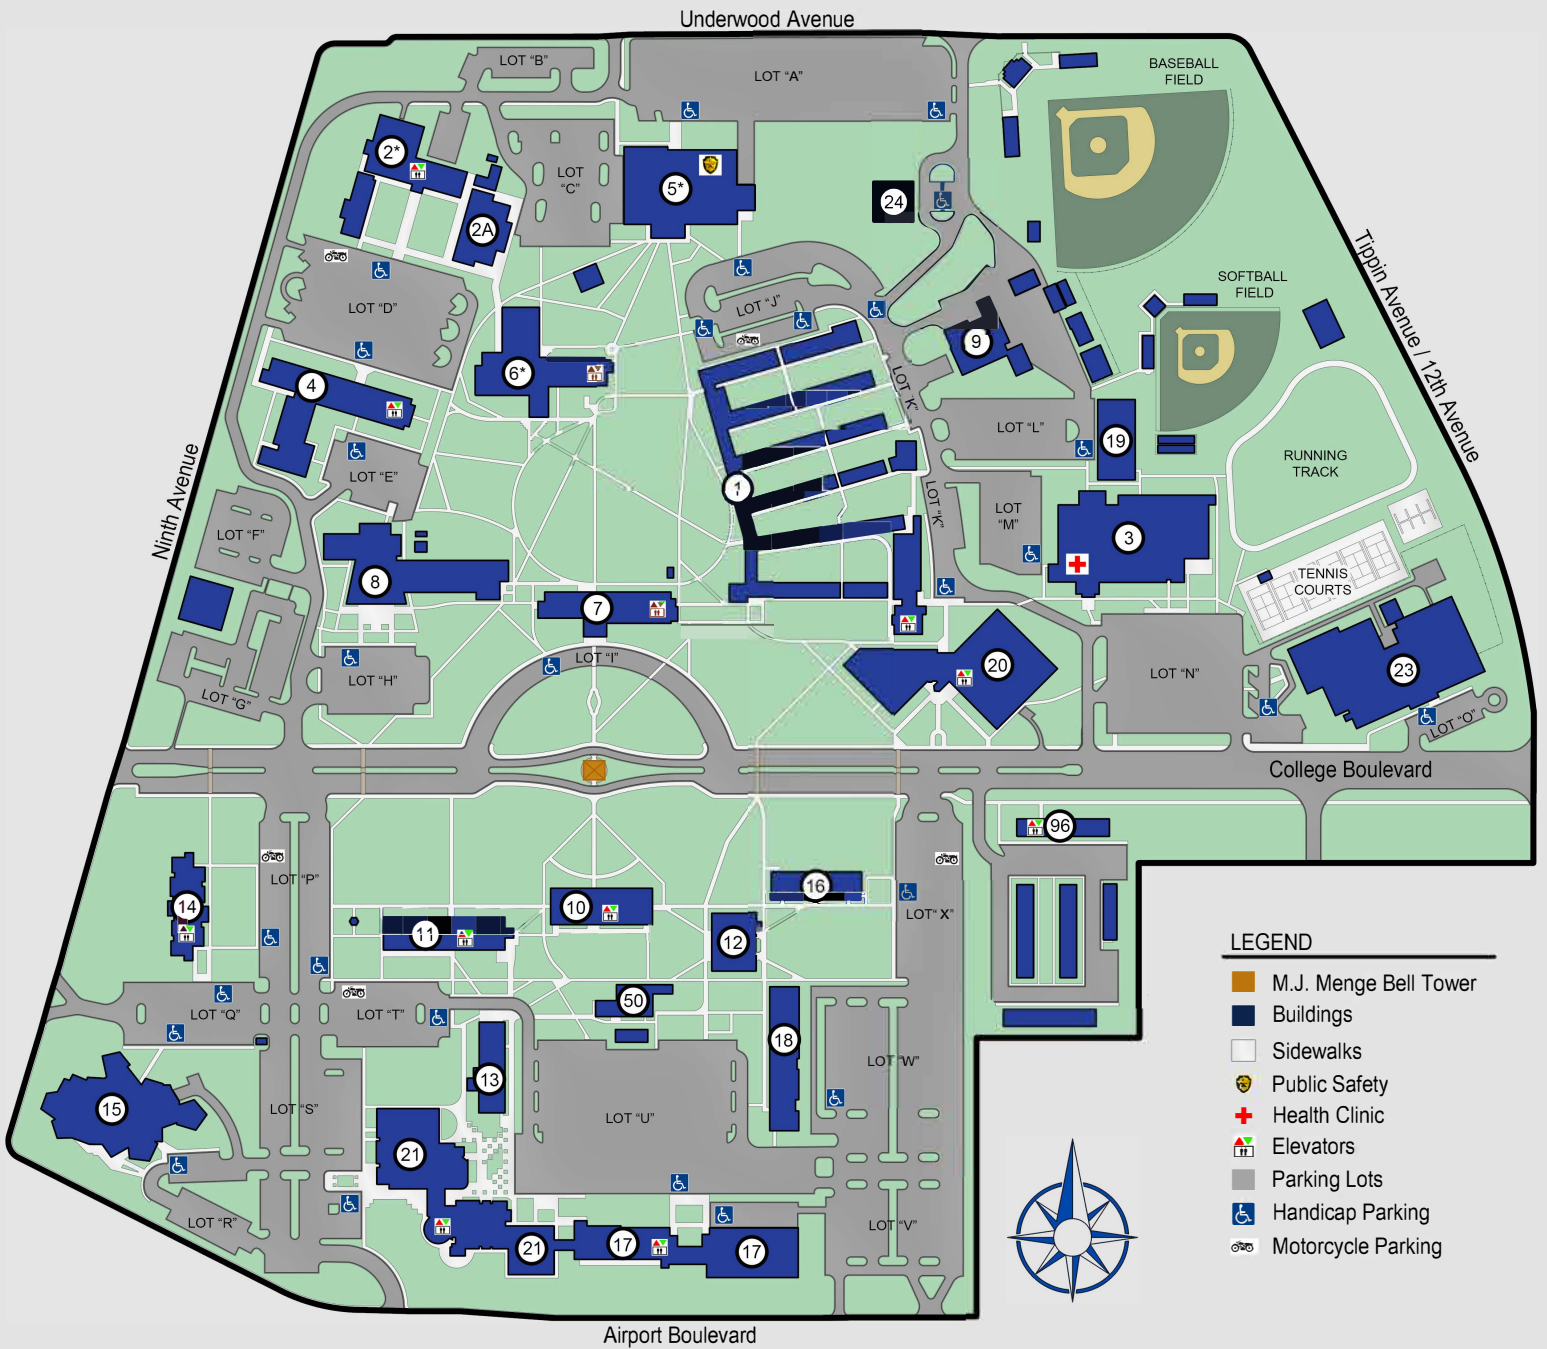 Underwood Avenue
LOT "B"
LOT "A"
BASEBALL
FIELD
2*
LOT
"C"
5*
24
2A
Tippin Avenue / 12th Avenue
SOFTBALL
FIELD
LOT "D"
LOT "J"
9
6*
4
LOT "K"
LOT "L"
19
RUNNING
TRACK
Ninth Avenue
LOT "E"
1
LOT "K"
LOT
"M"
3
LOT "F"
8
TENNIS
COURTS
7
LOT "I"
20
23
LOT "H"
LOT "N"
LOT "G"
LOT "O"
College Boulevard
96
LOT "P"
16
14
10
LOT" X"
11
12
LEGEND
M.J. Menge Bell Tower
Buildings
Sidewalks
Public Safety
Health Clinic
Elevators
Parking Lots
Handicap Parking
Motorcycle Parking
50
LOT "Q"
LOT "T"
18
LOT "W"
13
15
LOT "S"
LOT "U"
21
LOT "R"
LOT "V"
21
17
17
Airport Boulevard